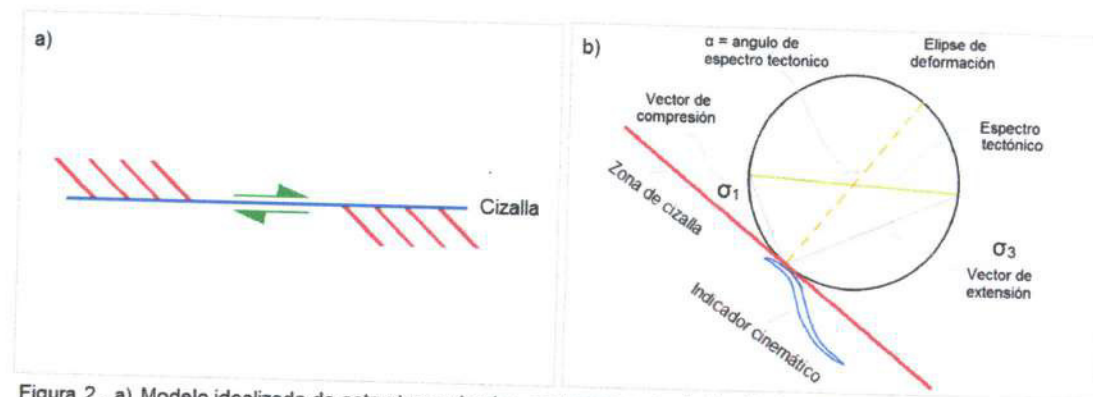 a)
Cizalla
b)
α = angulo de
espectro tectonico
Elipse de
deformación
Vector de
compresión
Espectro
tectónico
Zona de cizalla
σ1
σ3
Vector de
extensión
Indicador cinemático
Figura 2. a) Modelo idealizado de